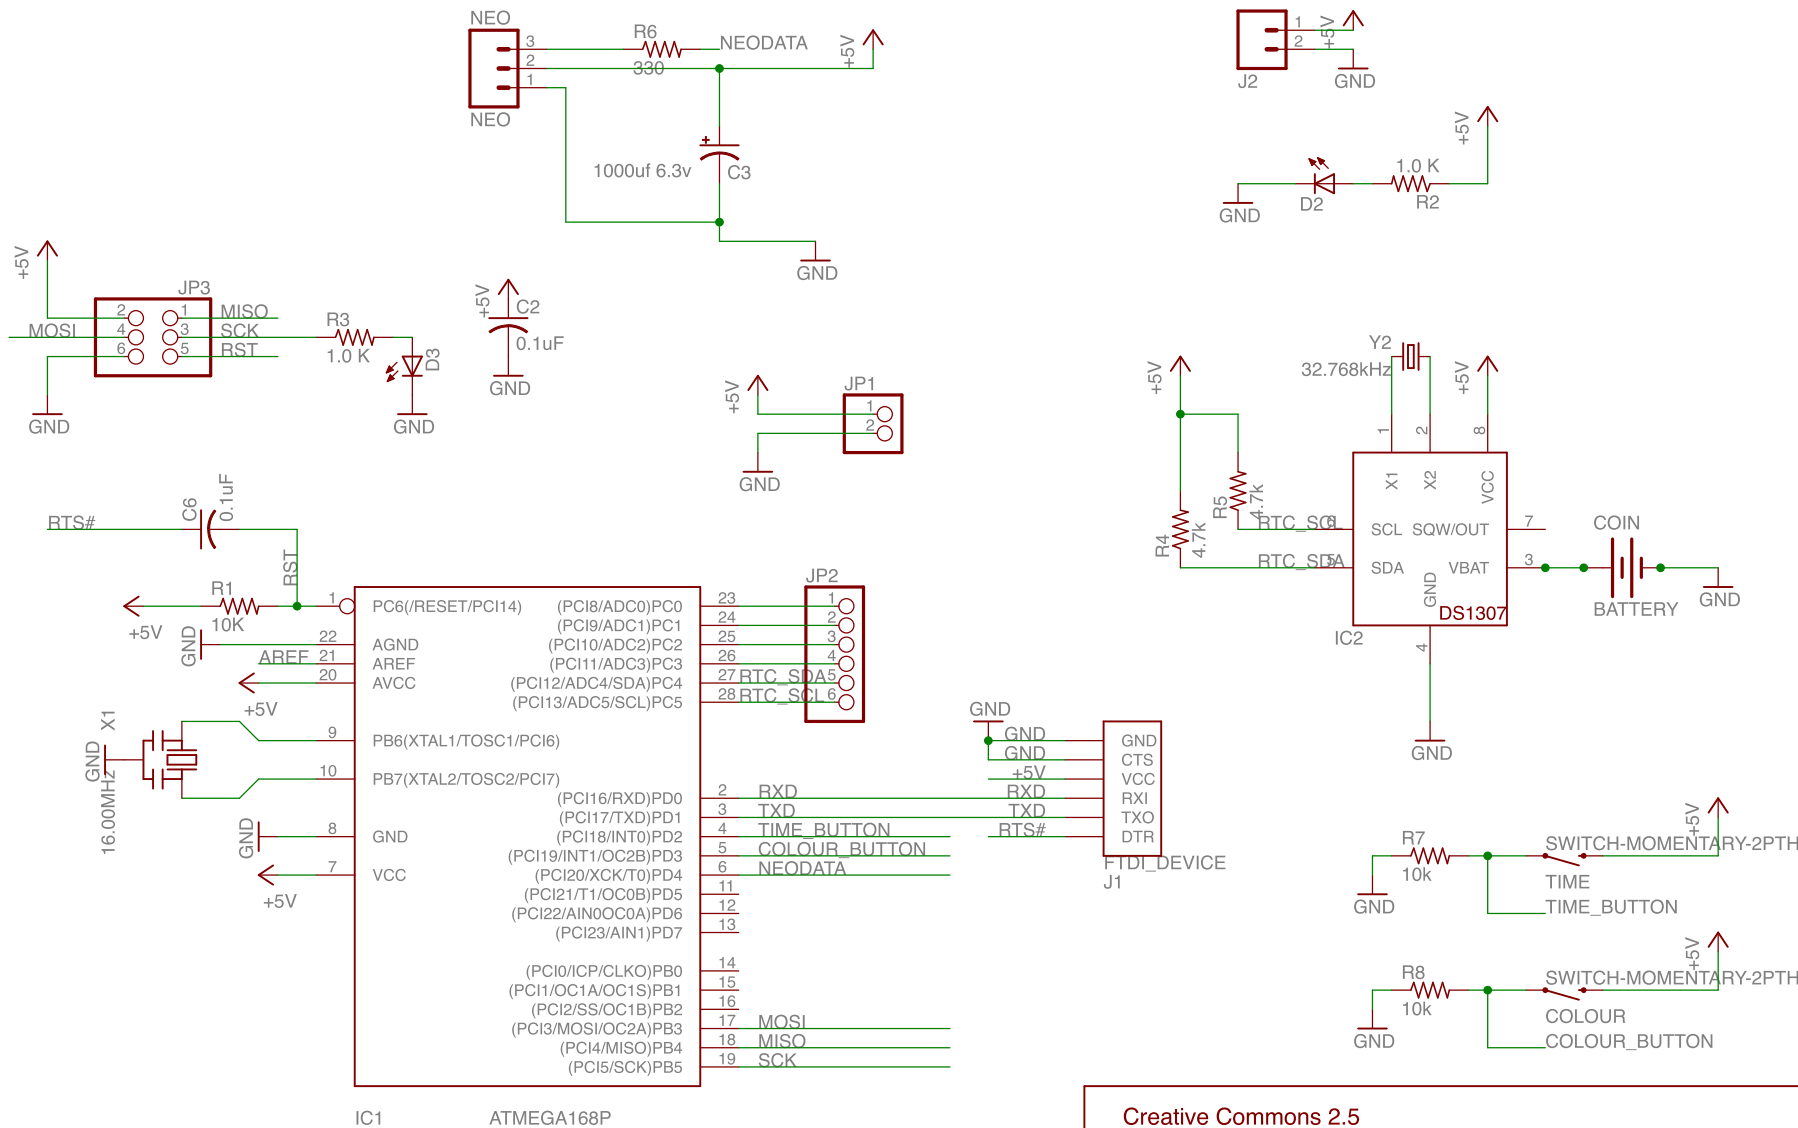 NEO
3
2
1
NEO
R6
330
NEODATA
+5V
1000uf 6.3v
C3
GND
J2
1
2
+5V
GND
+5V
1.0 K
R2
D2
GND
+5V
JP3
2
4
6
1
3
5
MOSI
MISO
SCK
RST
GND
R3
1.0 K
D3
GND
+5V
C2
0.1uF
GND
+5V
JP1
1
2
GND
+5V
Y2
32.768kHz
+5V
1
2
8
X1
X2
VCC
R5
4.7k
R4
4.7k
RTC_SCL
6
SCL
SQW/OUT
7
RTC_SDA
5
SDA
VBAT
3
GND
DS1307
IC2
4
GND
COIN
BATTERY
GND
RTS#
C6
0.1uF
RST
R1
10K
+5V
1
PC6(/RESET/PCI14)
GND
22
AGND
AREF
21
AREF
20
AVCC
+5V
X1
GND
16.00MHz
9
PB6(XTAL1/TOSC1/PCI6)
10
PB7(XTAL2/TOSC2/PCI7)
GND
8
GND
7
VCC
+5V
(PCI8/ADC0)PC0
23
(PCI9/ADC1)PC1
24
(PCI10/ADC2)PC2
25
(PCI11/ADC3)PC3
26
(PCI12/ADC4/SDA)PC4
27
RTC_SDA
(PCI13/ADC5/SCL)PC5
28
RTC_SCL
JP2
1
2
3
4
5
6
(PCI16/RXD)PD0
2
RXD
(PCI17/TXD)PD1
3
TXD
(PCI18/INT0)PD2
4
TIME_BUTTON
(PCI19/INT1/OC2B)PD3
5
COLOUR_BUTTON
(PCI20/XCK/T0)PD4
6
NEODATA
(PCI21/T1/OC0B)PD5
11
(PCI22/AIN0OC0A)PD6
12
(PCI23/AIN1)PD7
13
(PCI0/ICP/CLKO)PB0
14
(PCI1/OC1A/OC1S)PB1
15
(PCI2/SS/OC1B)PB2
16
(PCI3/MOSI/OC2A)PB3
17
MOSI
(PCI4/MISO)PB4
18
MISO
(PCI5/SCK)PB5
19
SCK
IC1
ATMEGA168P
GND
GND
GND
GND
CTS
+5V
VCC
RXD
RXI
TXD
TXO
RTS#
DTR
FTDI_DEVICE
J1
+5V
R7
10k
GND
SWITCH-MOMENTARY-2PTH
TIME
TIME_BUTTON
+5V
R8
10k
GND
SWITCH-MOMENTARY-2PTH
COLOUR
COLOUR_BUTTON
Creative Commons 2.5